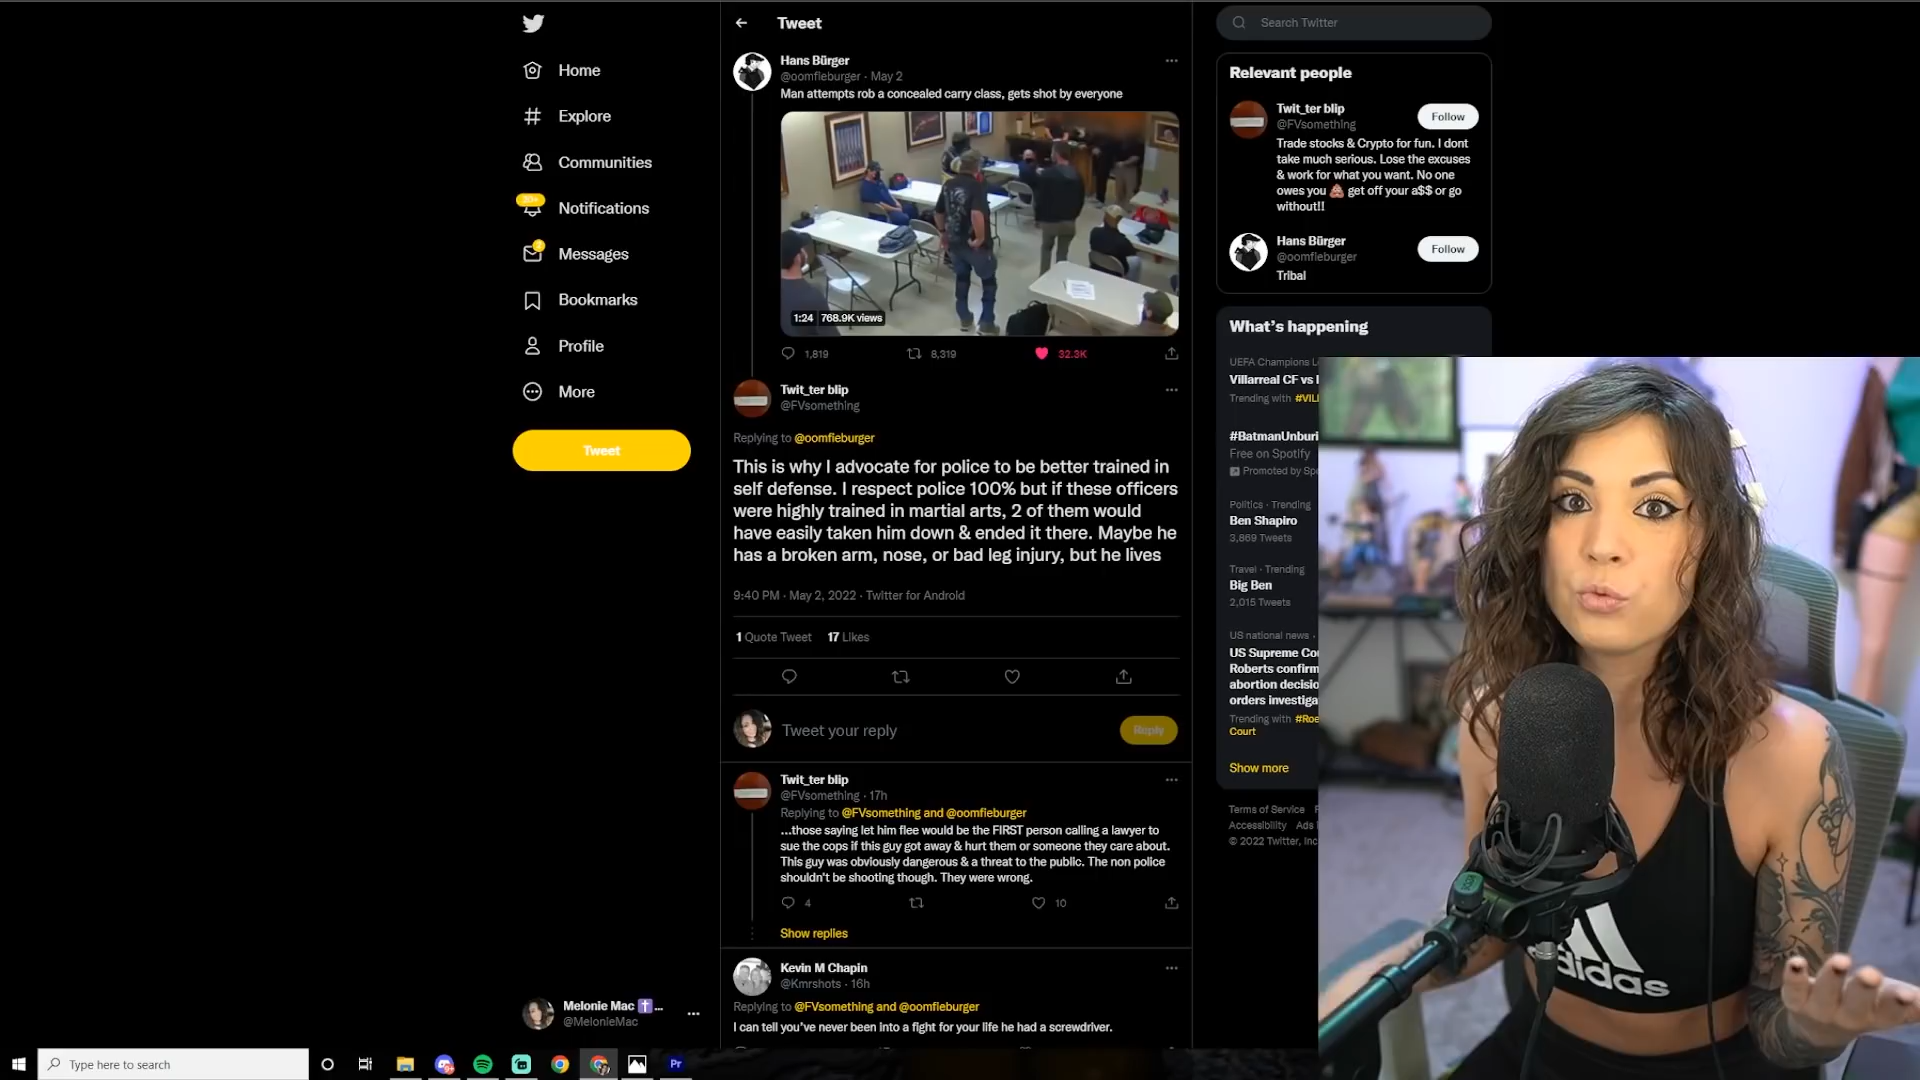 Home
Explore
Communities
20+
Notifications
2
Messages
Bookmarks
Profile
More
Tweet
Melonie Mac
@MelonieMac
Tweet
Hans Bürger
@oomfieburger · May 2
Man attempts rob a concealed carry class, gets shot by everyone
1:24 768.9K views
1,819
8,319
32.3K
Twit_ter blip
@FVsomething
Replying to @oomfieburger
This is why I advocate for police to be better trained in
self defense. I respect police 100% but if these officers
were highly trained in martial arts, 2 of them would
have easily taken him down & ended it there. Maybe he
has a broken arm, nose, or bad leg injury, but he lives
9:40 PM · May 2, 2022 · Twitter for Android
1 Quote Tweet 17 Likes
Tweet your reply
Reply
Twit_ter blip
@FVsomething · 17h
Replying to @FVsomething and @oomfieburger
...those saying let him flee would be the FIRST person calling a lawyer to
sue the cops if this guy got away & hurt them or someone they care about.
This guy was obviously dangerous & a threat to the public. The non police
shouldn't be shooting though. They were wrong.
4
10
Show replies
Kevin M Chapin
@Kmrshots · 16h
Replying to @FVsomething and @oomfieburger
I can tell you've never been into a fight for your life he had a screwdriver.
Search Twitter
Relevant people
Twit_ter blip
@FVsomething
Follow
Trade stocks & Crypto for fun. I dont
take much serious. Lose the excuses
& work for what you want. No one
owes you 💩 get off your a$$ or go
without!!
Hans Bürger
@oomfieburger
Follow
Tribal
What's happening
UEFA Champions L
Villarreal CF vs
Trending with #VILL
#BatmanUnburi
Free on Spotify
Promoted by Spo
Politics · Trending
Ben Shapiro
3,869 Tweets
Travel · Trending
Big Ben
2,015 Tweets
US national news ·
US Supreme Cou
Roberts confirm
abortion decisio
orders investiga
Trending with #Roe
Court
Show more
Terms of Service
Accessibility Ads
© 2022 Twitter, Inc
adidas
Type here to search
Pr